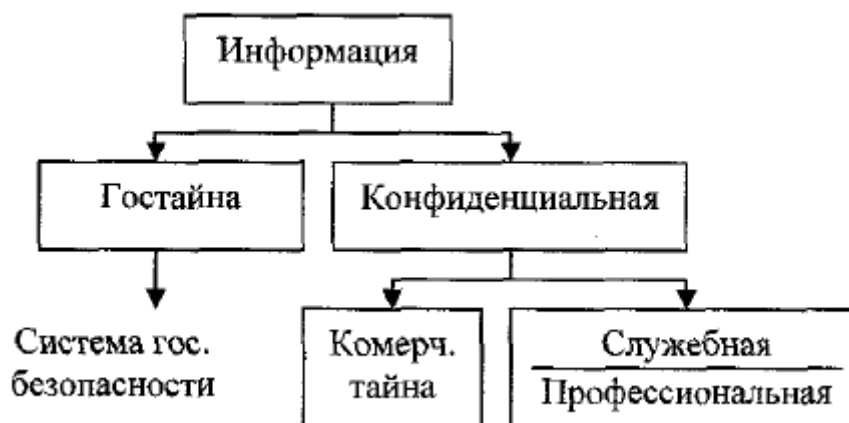 Информация
Гостайна
Конфиденциальная
Система гос.
безопасности
Комерч.
тайна
Служебная
Профессиональная